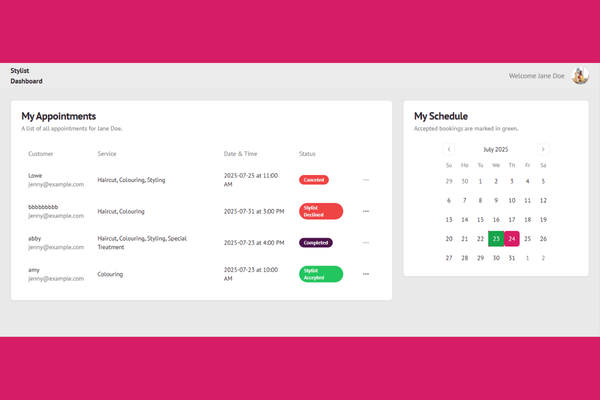 Stylist
Dashboard
Welcome Jane Doe
My Appointments
A list of all appointments for Jane Doe.
Customer Service Date & Time Status
Lowe
jenny@example.com
Haircut, Colouring, Styling
2025-07-25 at 11:00
AM
Canceled
...
bbbbbbbbb
jenny@example.com
Haircut, Colouring
2025-07-31 at 3:00 PM
Stylist
Declined
...
abby
jenny@example.com
Haircut, Colouring, Styling, Special
Treatment
2025-07-23 at 4:00 PM
Completed
...
amy
jenny@example.com
Colouring
2025-07-23 at 10:00
AM
Stylist
Accepted
...
My Schedule
Accepted bookings are marked in green.
July 2025
Su Mo Tu We Th Fr Sa
29 30 1 2 3 4 5
6 7 8 9 10 11 12
13 14 15 16 17 18 19
20 21 22 23 24 25 26
27 28 29 30 31 1 2